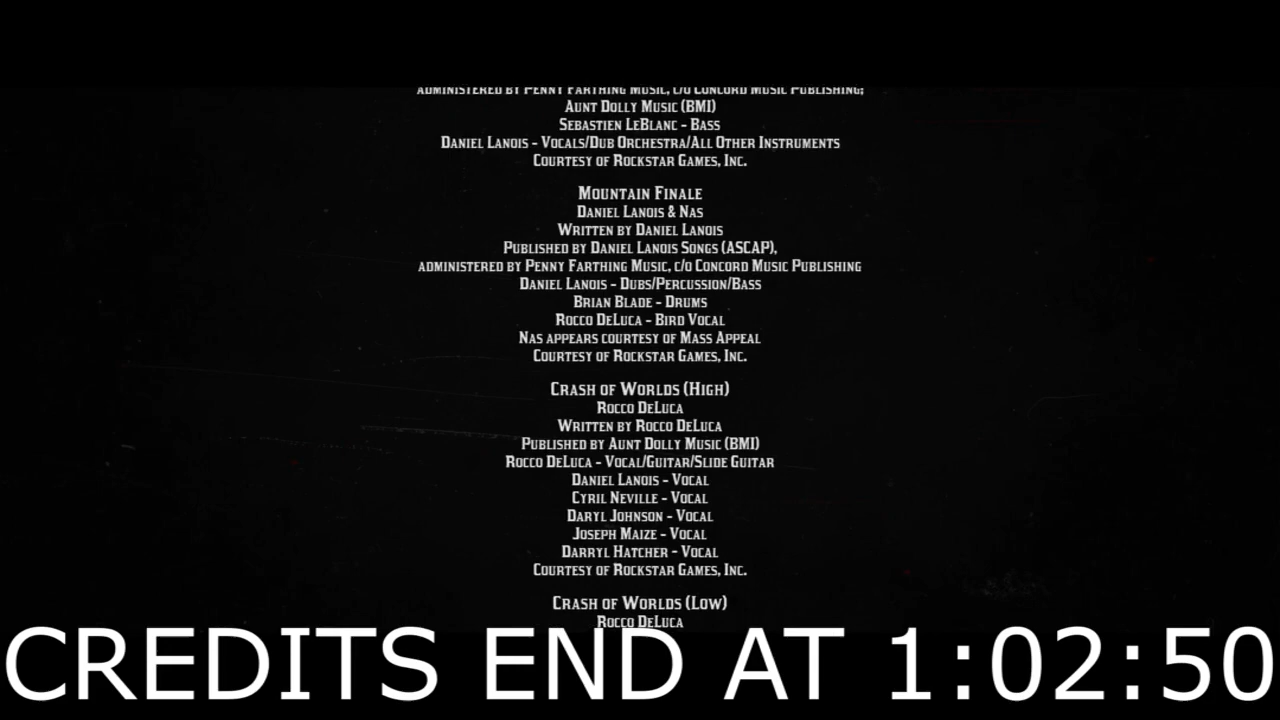 ADMINISTERED BY PENNY FARTHING MUSIC, C/O CONCORD MUSIC PUBLISHING;
AUNT DOLLY MUSIC (BMI)
SEBASTIEN LEBLANC - BASS
DANIEL LANOIS - VOCALS/DUB ORCHESTRA/ALL OTHER INSTRUMENTS
COURTESY OF ROCKSTAR GAMES, INC.
MOUNTAIN FINALE
DANIEL LANOIS & NAS
WRITTEN BY DANIEL LANOIS
PUBLISHED BY DANIEL LANOIS SONGS (ASCAP),
ADMINISTERED BY PENNY FARTHING MUSIC, C/O CONCORD MUSIC PUBLISHING
DANIEL LANOIS - DUBS/PERCUSSION/BASS
BRIAN BLADE - DRUMS
ROCCO DELUCA - BIRD VOCAL
NAS APPEARS COURTESY OF MASS APPEAL
COURTESY OF ROCKSTAR GAMES, INC.
CRASH OF WORLDS (HIGH)
ROCCO DELUCA
WRITTEN BY ROCCO DELUCA
PUBLISHED BY AUNT DOLLY MUSIC (BMI)
ROCCO DELUCA - VOCAL/GUITAR/SLIDE GUITAR
DANIEL LANOIS - VOCAL
CYRIL NEVILLE - VOCAL
DARYL JOHNSON - VOCAL
JOSEPH MAIZE - VOCAL
DARRYL HATCHER - VOCAL
COURTESY OF ROCKSTAR GAMES, INC.
CRASH OF WORLDS (LOW)
ROCCO DELUCA
CREDITS END AT 1:02:50